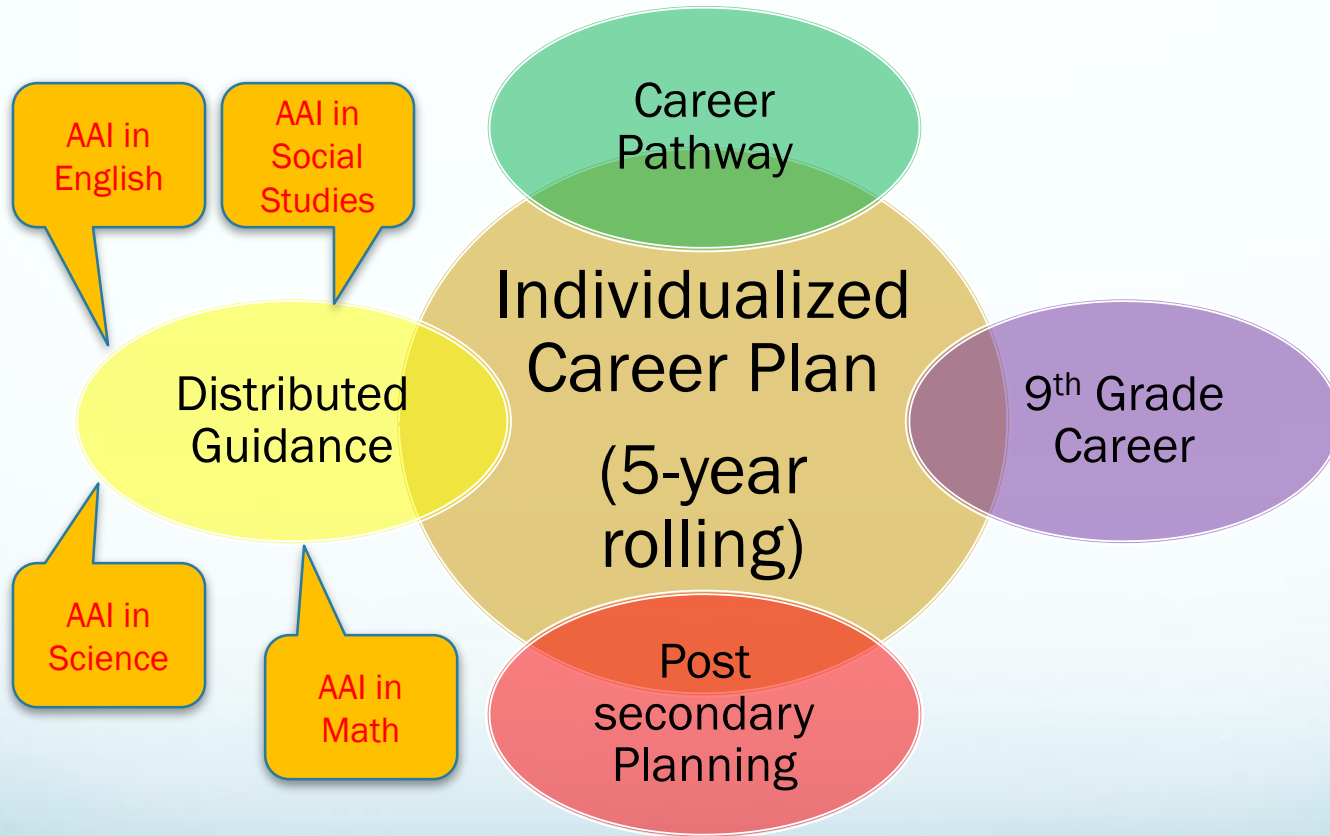 Career
Pathway
AAI in
English
AAI in
Social
Studies
Individualized
Career Plan
(5-year
rolling)
Distributed
Guidance
9th Grade
Career
AAI in
Science
AAI in
Math
Post
secondary
Planning